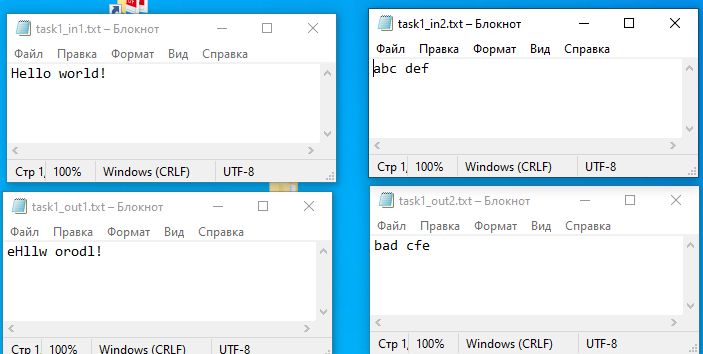 task1_in1.txt – Блокнот
Файл Правка Формат Вид Справка
Hello world!
Стр 1, 100% Windows (CRLF) UTF-8
task1_in2.txt – Блокнот
Файл Правка Формат Вид Справка
abc def
Стр 1, 100% Windows (CRLF) UTF-8
task1_out1.txt – Блокнот
Файл Правка Формат Вид Справка
eHllw orodl!
Стр 1, 100% Windows (CRLF) UTF-8
task1_out2.txt – Блокнот
Файл Правка Формат Вид Справка
bad cfe
Стр 1, 100% Windows (CRLF) UTF-8